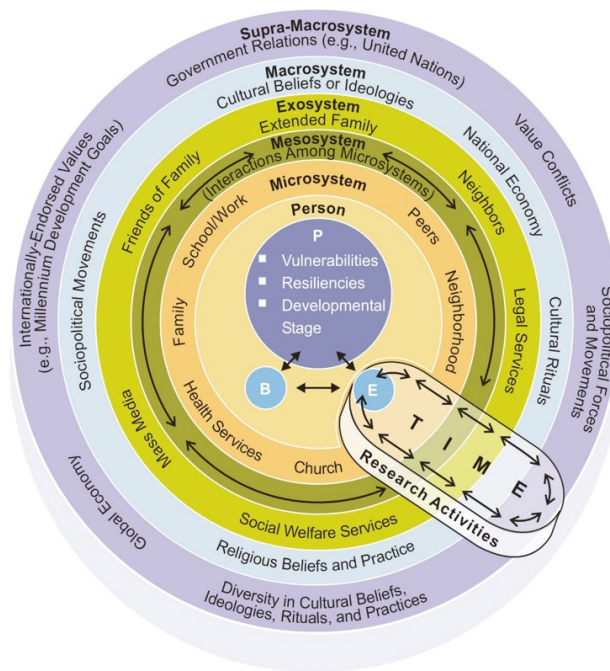 Supra-Macrosystem
Government Relations (e.g., United Nations)
Macrosystem
Cultural Beliefs or Ideologies
Exosystem
Extended Family
Mesosystem
(Interactions Among Microsystems)
Microsystem
Person
P
Vulnerabilities
Resiliencies
Developmental
Stage
B
E
School/Work
Peers
Family
Neighborhood
Health Services
Church
Friends of Family
Neighbors
Legal Services
Mass Media
Social Welfare Services
Sociopolitical Movements
National Economy
Cultural Rituals
Religious Beliefs and Practice
Internationally-Endorsed Values
(e.g., Millennium Development Goals)
Value Conflicts
Sociopolitical Forces
and Movements
Global Economy
Diversity in Cultural Beliefs,
Ideologies, Rituals, and Practices
TIME
Research Activities